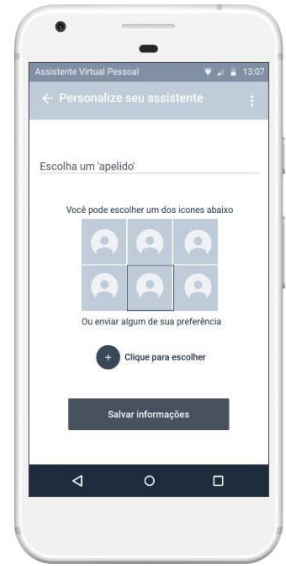 Assistente Virtual Pessoal 13:07
← Personalize seu assistente
Escolha um 'apelido'
Você pode escolher um dos icones abaixo
Ou enviar algum de sua preferência
+ Clique para escolher
Salvar informações